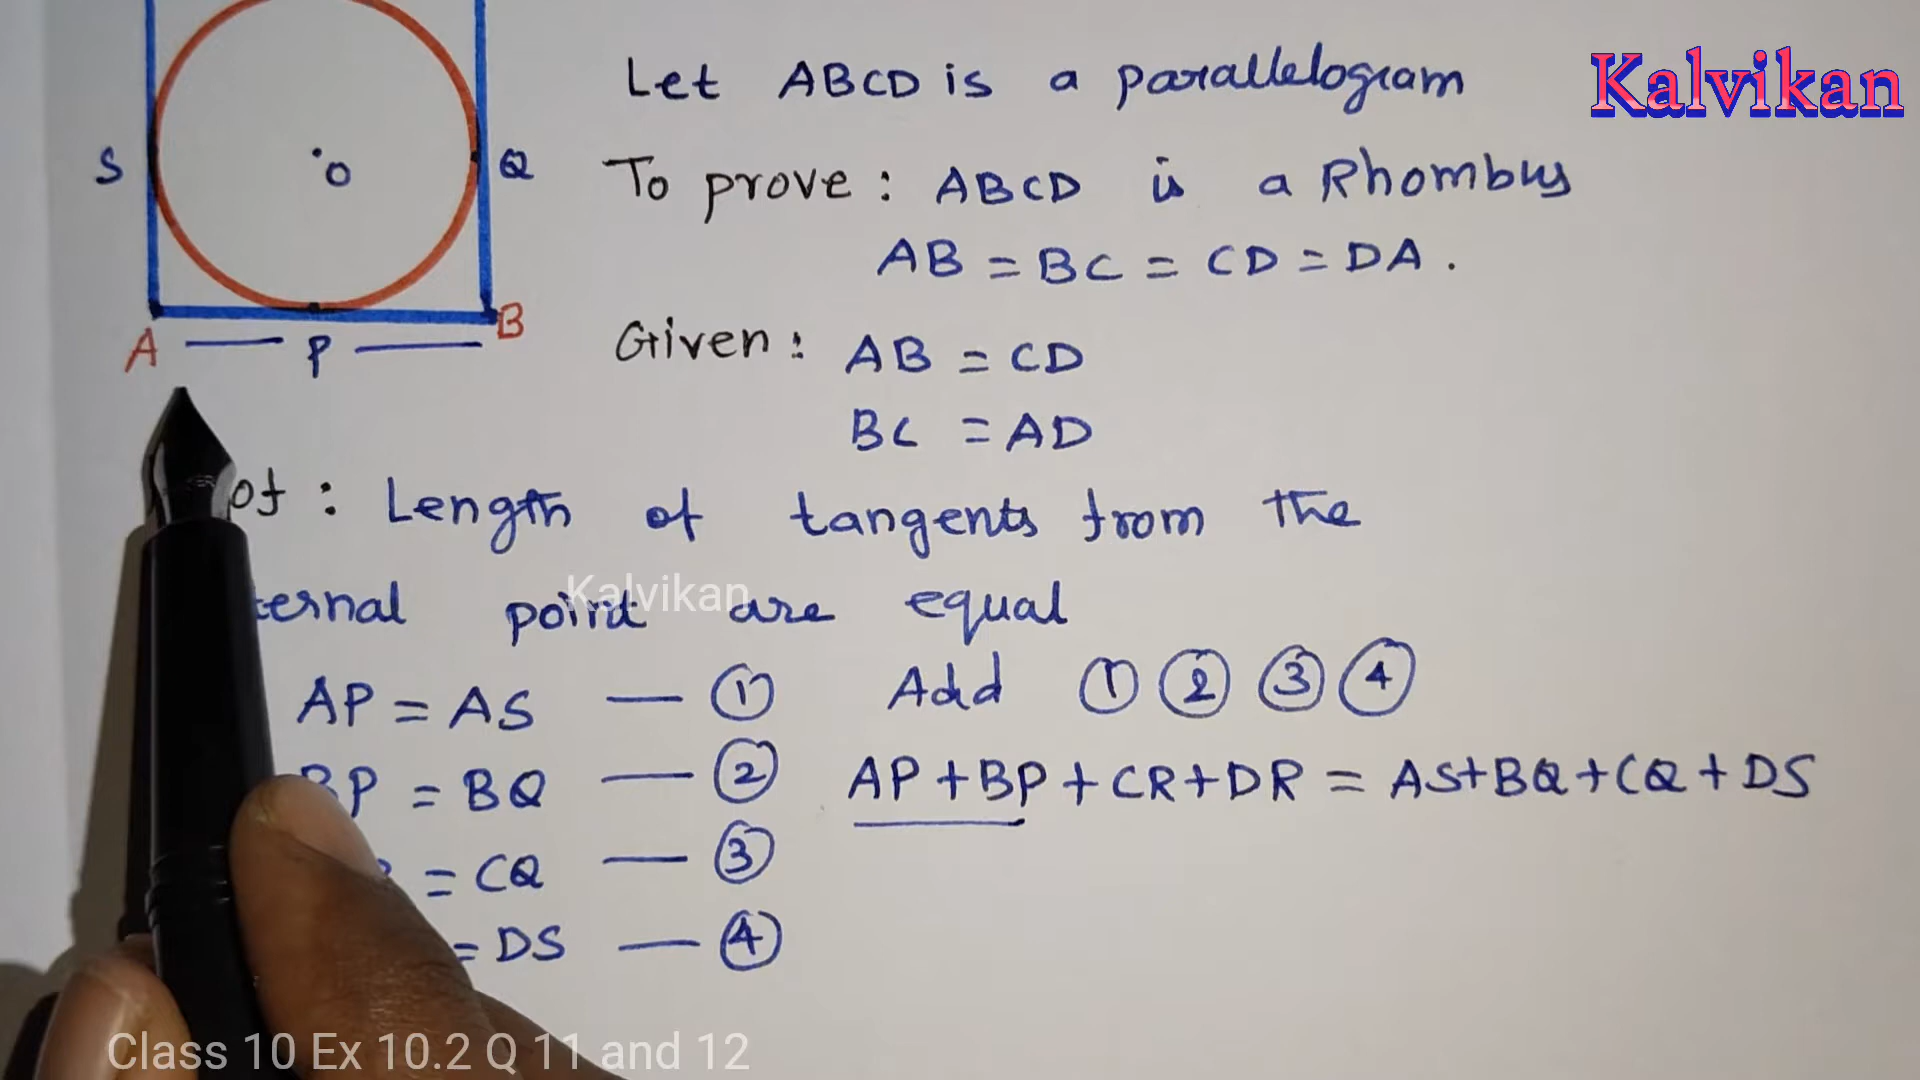 Kalvikan
Let ABCD is a parallelogram
S
Q
O
To prove : ABCD is a Rhombus
AB = BC = CD = DA .
A — P — B
Given : AB = CD
BC = AD
of : Length of tangents from the
ternal point are equal
Kalvikan
AP = AS — ①
BP = BQ — ②
= CQ — ③
= DS — ④
Add ① ② ③ ④
AP + BP + CR + DR = AS + BQ + CQ + DS
Class 10 Ex 10.2 Q 11 and 12